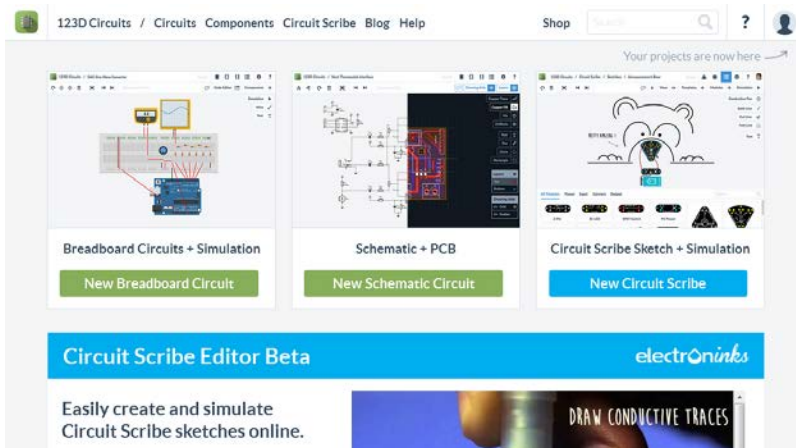 123D Circuits / Circuits Components Circuit Scribe Blog Help Shop Search ?
Your projects are now here
Breadboard Circuits + Simulation
New Breadboard Circuit
Schematic + PCB
New Schematic Circuit
Circuit Scribe Sketch + Simulation
New Circuit Scribe
Circuit Scribe Editor Beta
electroninks
Easily create and simulate
Circuit Scribe sketches online.
DRAW CONDUCTIVE TRACES